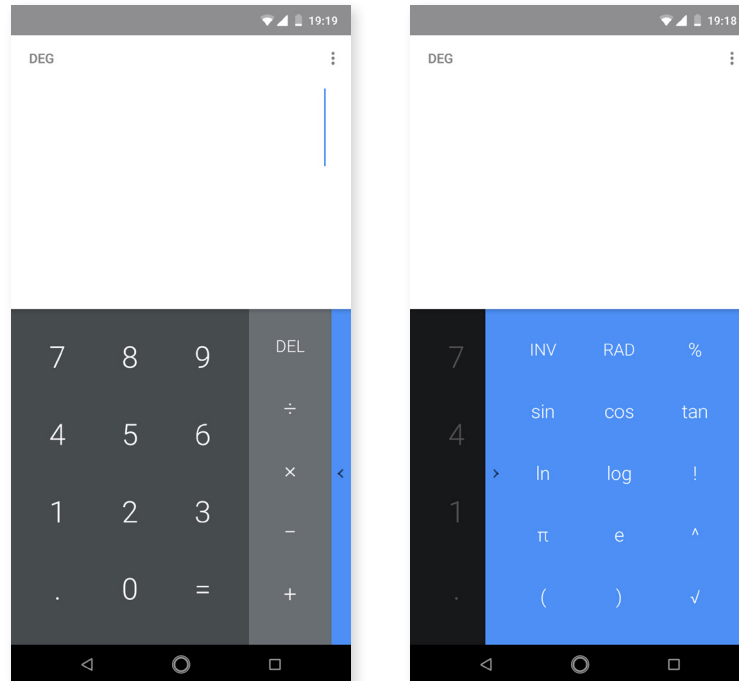 19:19
DEG
7 8 9 DEL
÷
4 5 6
×
1 2 3
−
. 0 = +
19:18
DEG
7 INV RAD %
sin cos tan
4
ln log !
1
π e ^
. ( ) √